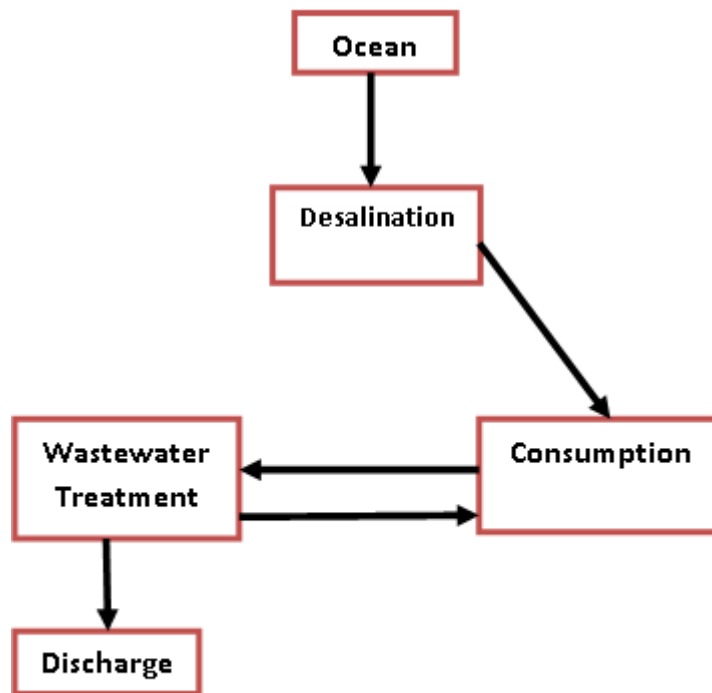 Ocean
Desalination
Consumption
Wastewater
Treatment
Discharge